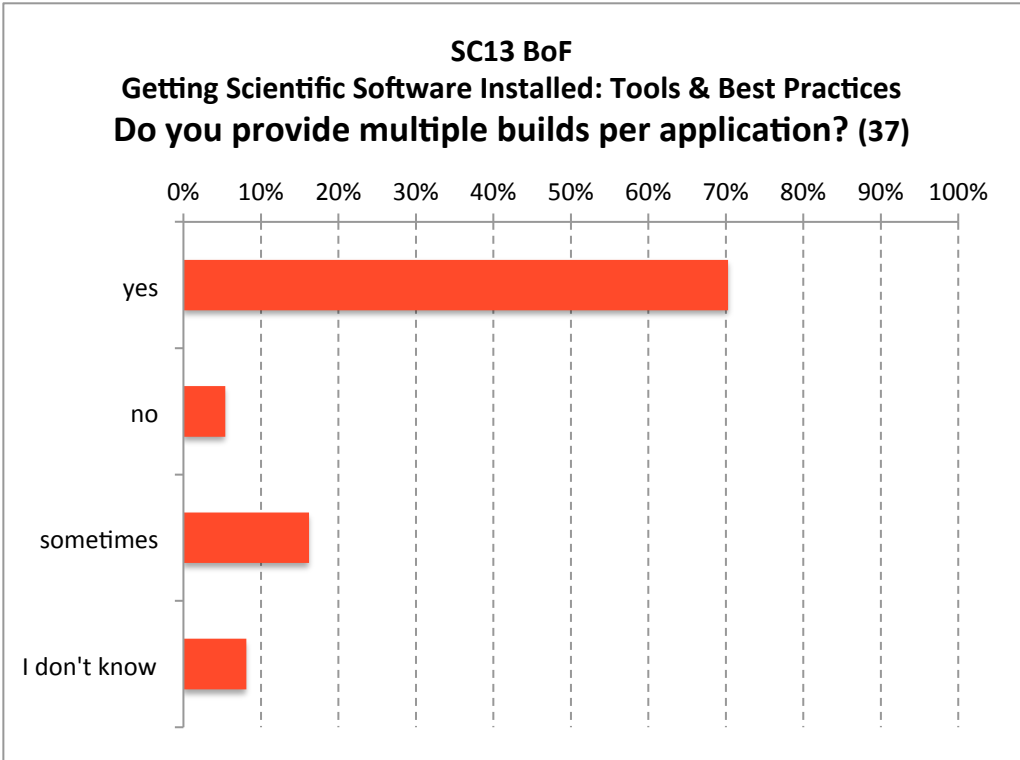 SC13 BoF
Getting Scientific Software Installed: Tools & Best Practices
Do you provide multiple builds per application? (37)
0% 10% 20% 30% 40% 50% 60% 70% 80% 90% 100%
yes
no
sometimes
I don't know